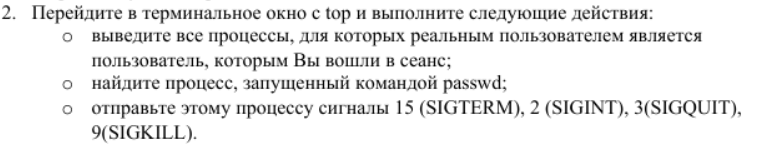 2. Перейдите в терминальное окно с top и выполните следующие действия:
o выведите все процессы, для которых реальным пользователем является
пользователь, которым Вы вошли в сеанс;
o найдите процесс, запущенный командой passwd;
o отправьте этому процессу сигналы 15 (SIGTERM), 2 (SIGINT), 3(SIGQUIT),
9(SIGKILL).